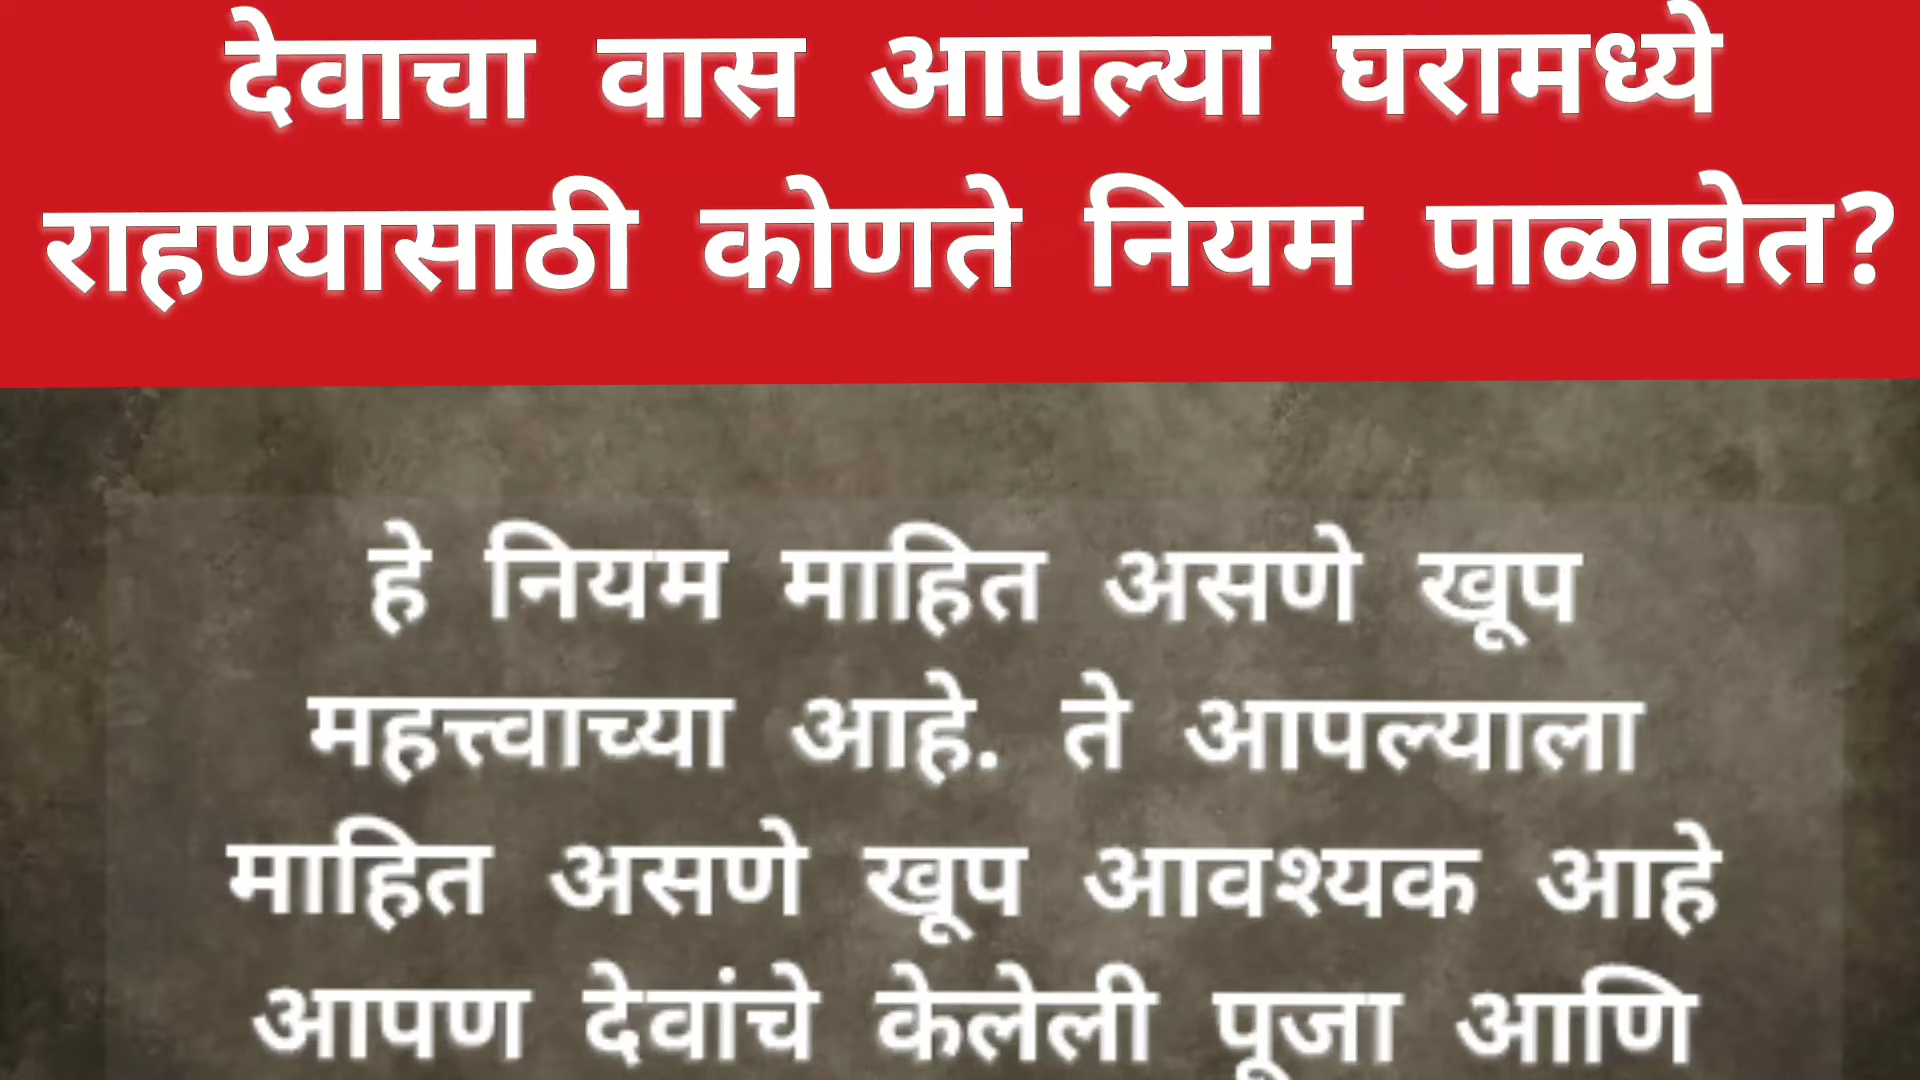 देवाचा वास आपल्या घरामध्ये
राहण्यासाठी कोणते नियम पाळावेत?
हे नियम माहित असणे खूप
महत्त्वाच्या आहे. ते आपल्याला
माहित असणे खूप आवश्यक आहे
आपण देवांचे केलेली पूजा आणि